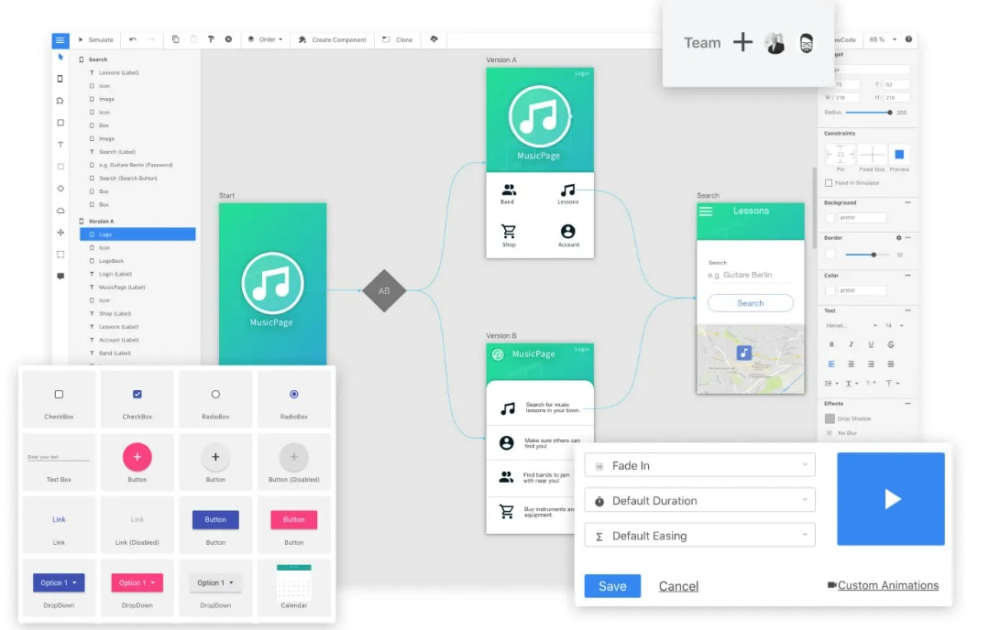 Simulate
Order
Create Component
Clone
Team
wCode
65 %
Search
Lessons (Label)
Icon
Image
Icon
Box
Image
Search (Label)
e.g. Guitare Berlin (Password)
Search (Search Button)
Box
Box
Version A
Logo
Icon
LogoBack
Login (Label)
MusicPage (Label)
Icon
Shop (Label)
Lessons (Label)
Account (Label)
Band (Label)
Start
MusicPage
AB
Version A
Login
MusicPage
Band
Lessons
Shop
Account
Version B
MusicPage
Login
Search for music
lessons in your town.
Make sure others can
find you!
Find bands to jam
with near you!
Buy instruments an
equipment.
Search
Lessons
Search
e.g. Guitare Berlin
Search
get
Y: 62
W: 219
H: 216
Radius
200
Constraints
Pin
Fixed Size
Preview
Fixed in Simulator
Background
#ffffff
Border
10
Color
#ffffff
Text
Helveti...
14
B
I
U
S
Effects
Drop Shadow
No Blur
CheckBox
CheckBox
RadioBox
RadioBox
Enter your text
Text Box
Button
Button
Button (Disabled)
Link
Link
Link
Link (Disabled)
Button
Button
Button
Button
Option 1
DropDown
Option 1
DropDown
Option 1
DropDown
Calendar
Fade In
Default Duration
Default Easing
Save
Cancel
Custom Animations